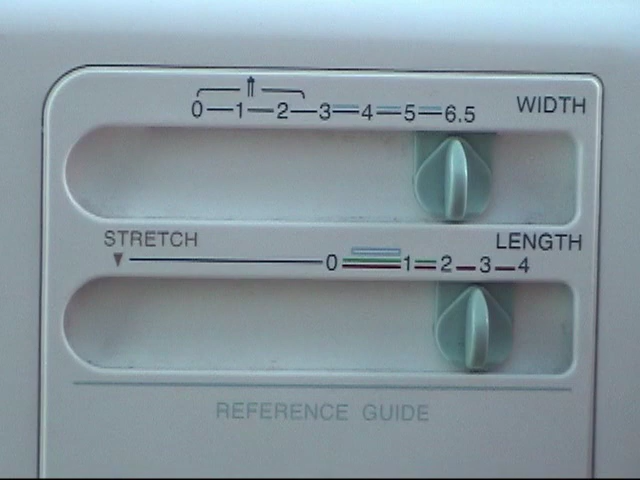 0 1 2 3 4 5 6.5 WIDTH
STRETCH LENGTH
0 1 2 3 4
REFERENCE GUIDE